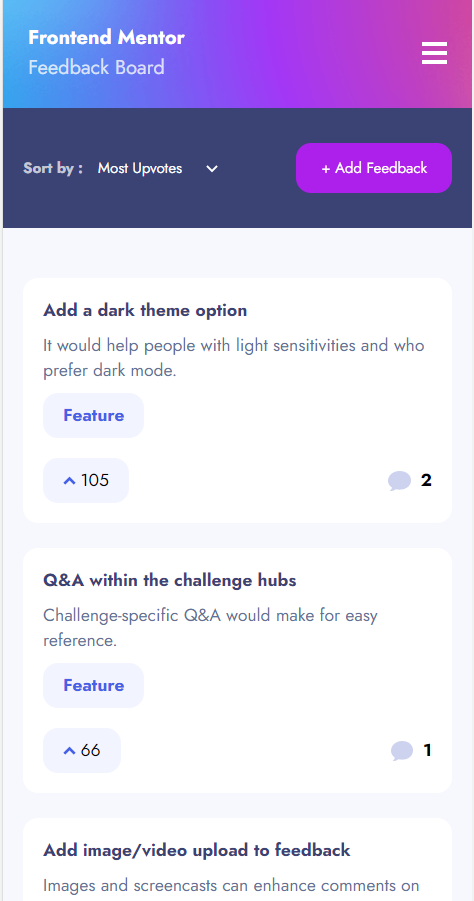 Frontend Mentor
Feedback Board
Sort by : Most Upvotes + Add Feedback
Add a dark theme option
It would help people with light sensitivities and who
prefer dark mode.
Feature
105 2
Q&A within the challenge hubs
Challenge-specific Q&A would make for easy
reference.
Feature
66 1
Add image/video upload to feedback
Images and screencasts can enhance comments on